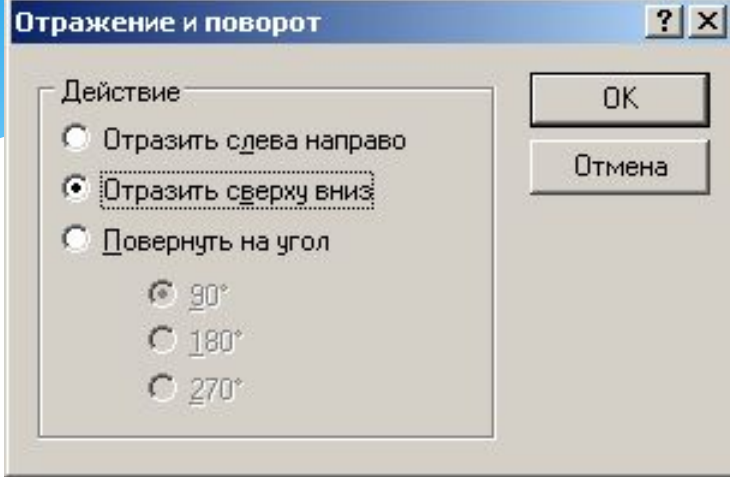 Отражение и поворот
Действие
Отразить слева направо
Отразить сверху вниз
Повернуть на угол
90°
180°
270°
OK
Отмена